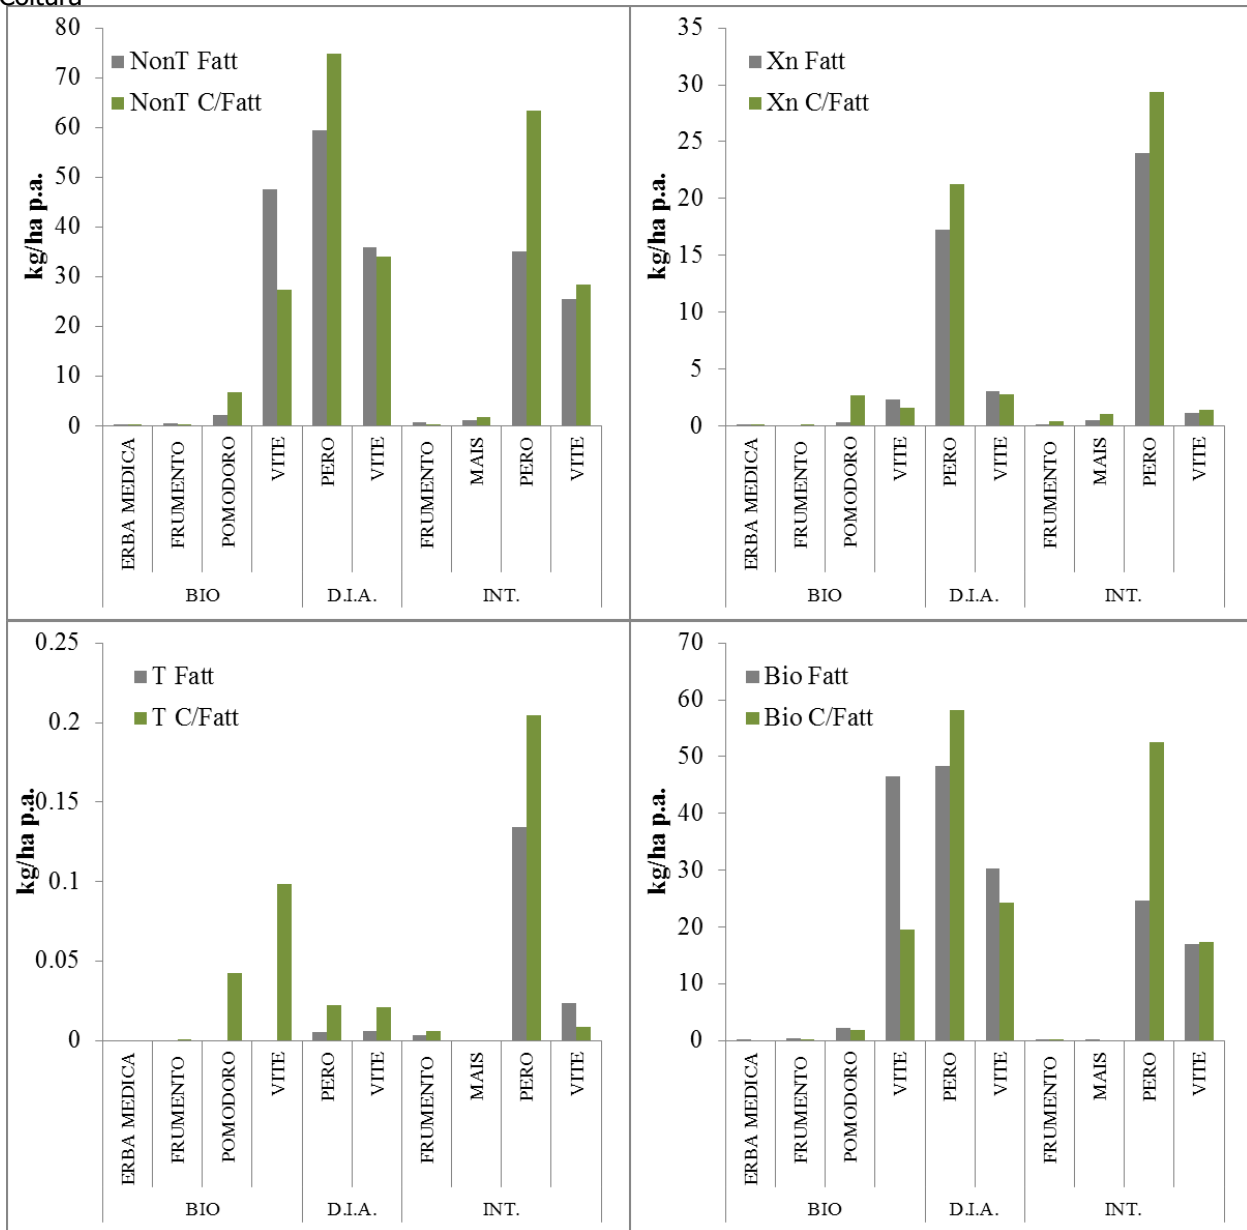 Coltura
80
70
60
50
40
30
20
10
0
kg/ha p.a.
NonT Fatt
NonT C/Fatt
ERBA MEDICA
FRUMENTO
POMODORO
VITE
PERO
VITE
FRUMENTO
MAIS
PERO
VITE
BIO
D.I.A.
INT.
35
30
25
20
15
10
5
0
kg/ha p.a.
Xn Fatt
Xn C/Fatt
ERBA MEDICA
FRUMENTO
POMODORO
VITE
PERO
VITE
FRUMENTO
MAIS
PERO
VITE
BIO
D.I.A.
INT.
0.25
0.2
0.15
0.1
0.05
0
kg/ha p.a.
T Fatt
T C/Fatt
ERBA MEDICA
FRUMENTO
POMODORO
VITE
PERO
VITE
FRUMENTO
MAIS
PERO
VITE
BIO
D.I.A.
INT.
70
60
50
40
30
20
10
0
kg/ha p.a.
Bio Fatt
Bio C/Fatt
ERBA MEDICA
FRUMENTO
POMODORO
VITE
PERO
VITE
FRUMENTO
MAIS
PERO
VITE
BIO
D.I.A.
INT.